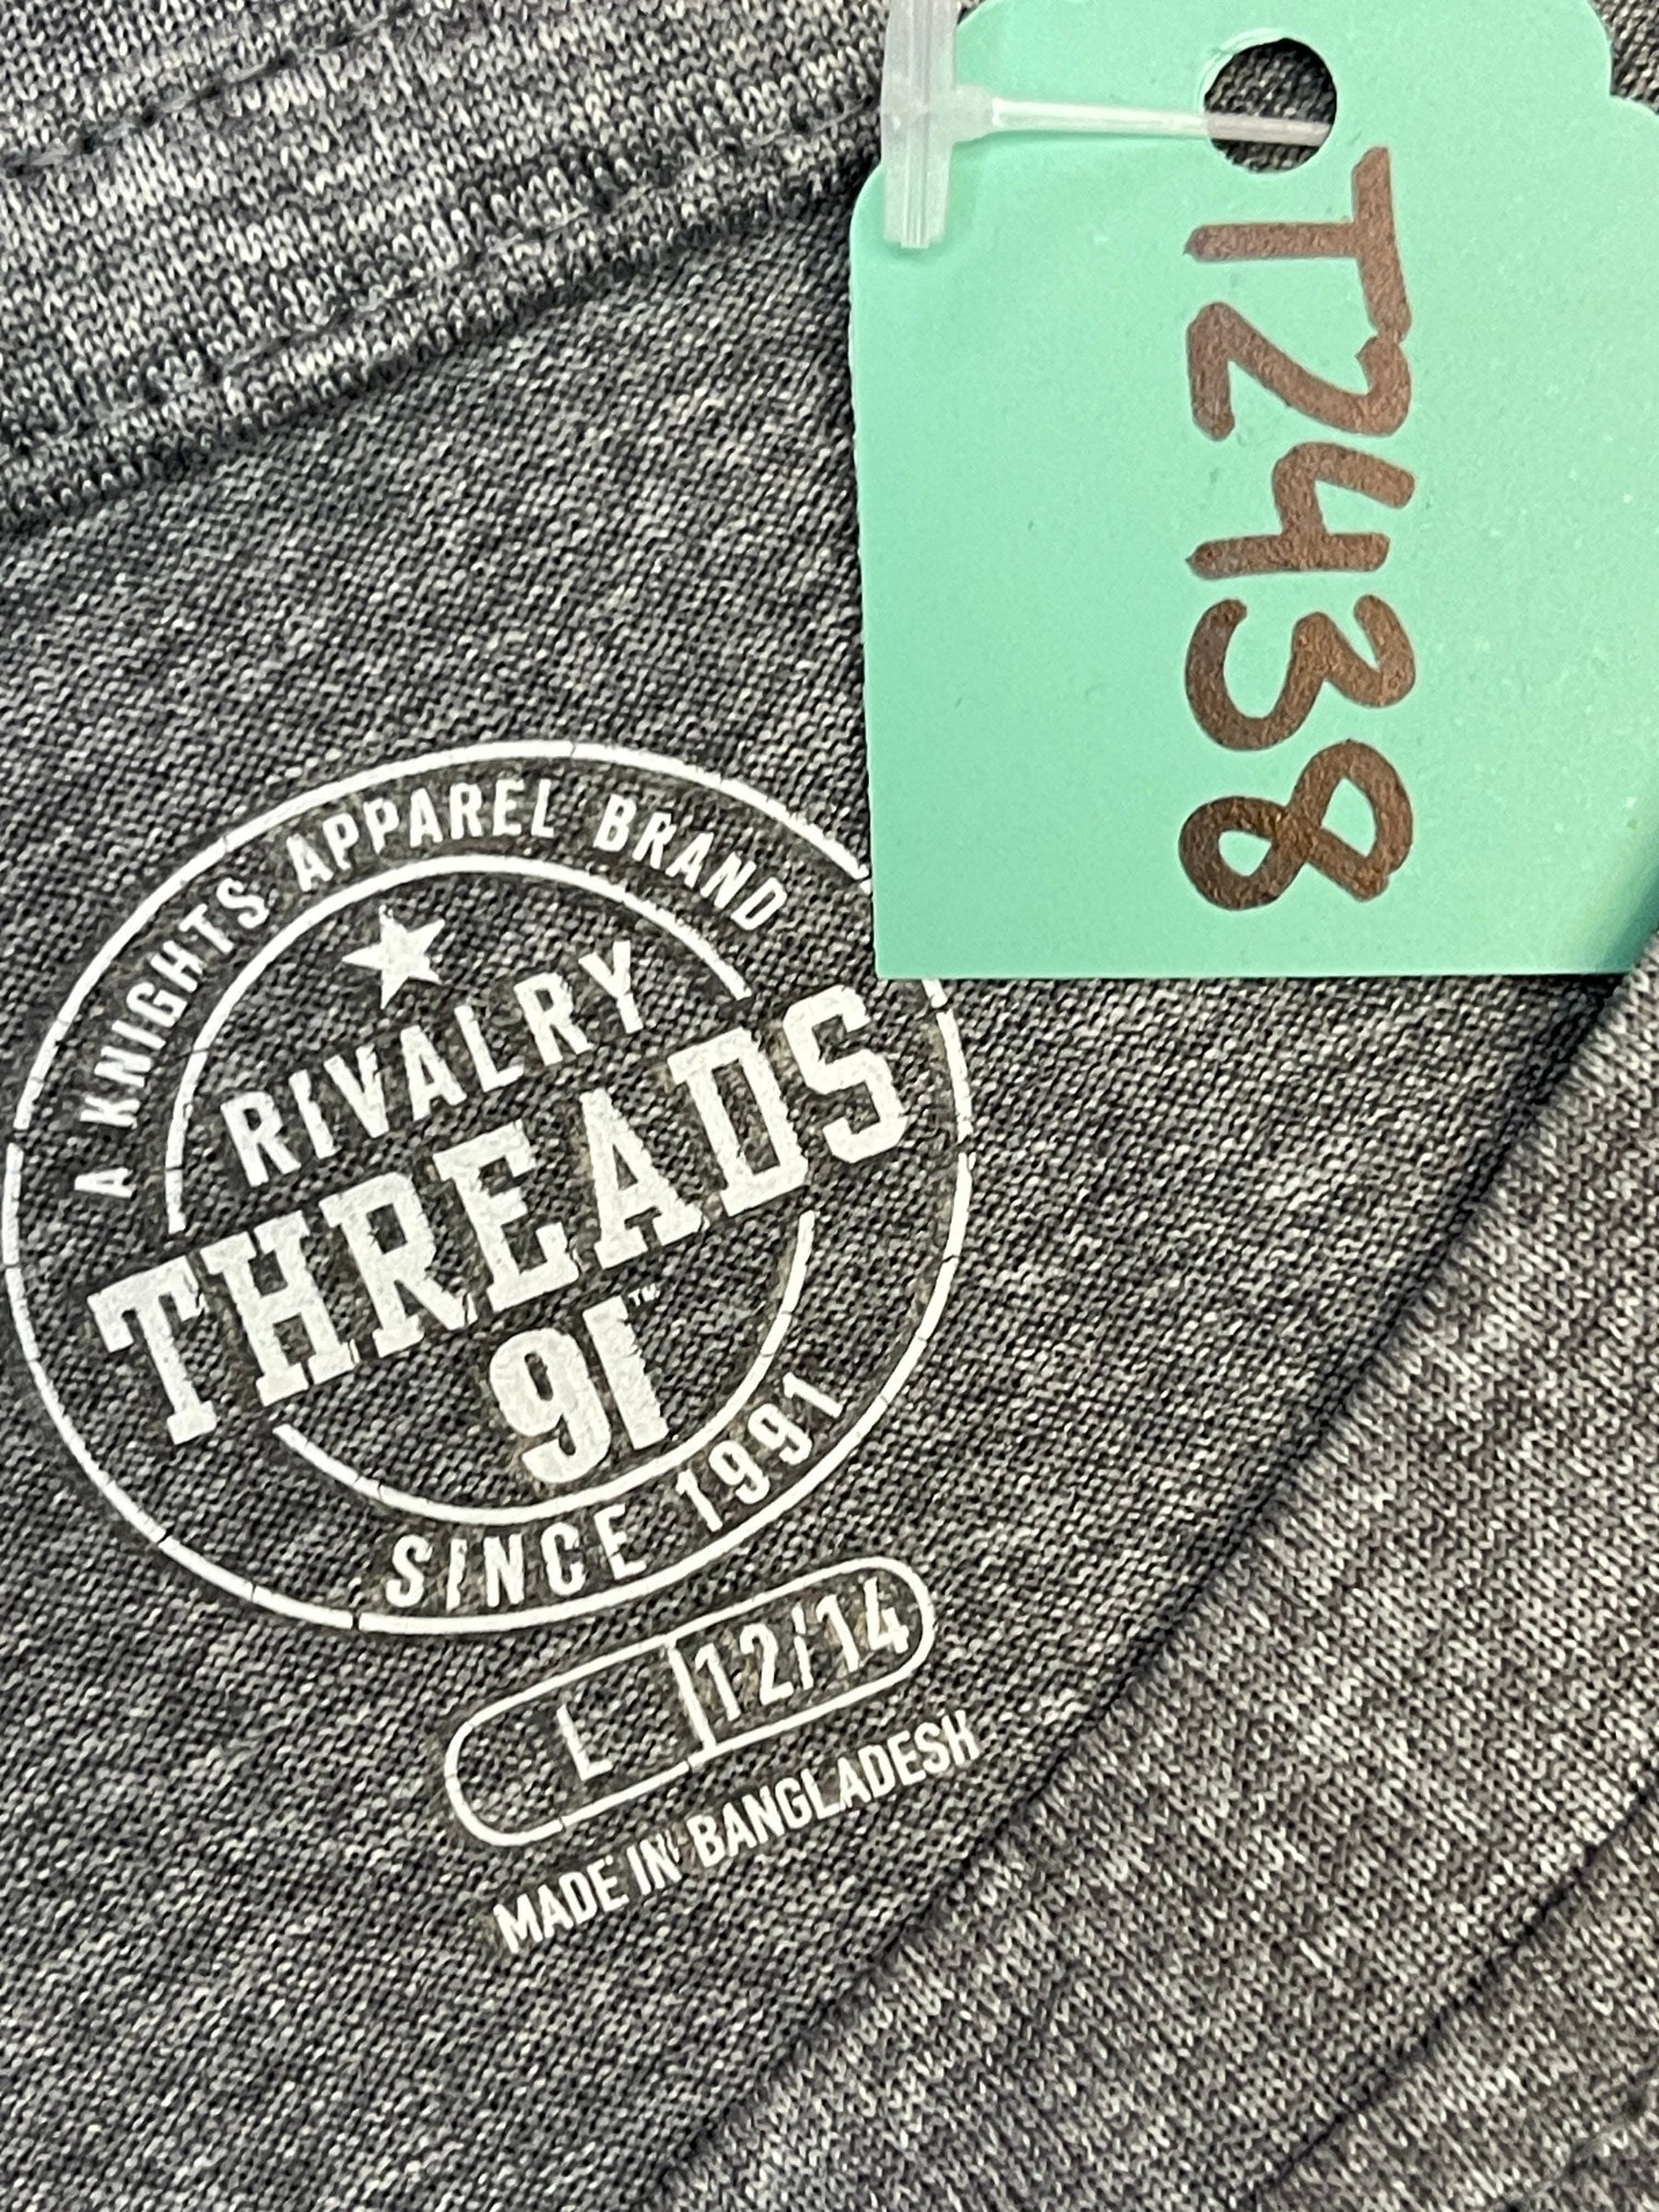 T2438
A KNIGHTS APPAREL BRAND
RIVALRY
THREADS
91™
SINCE 1991
L 12/14
MADE IN BANGLADESH